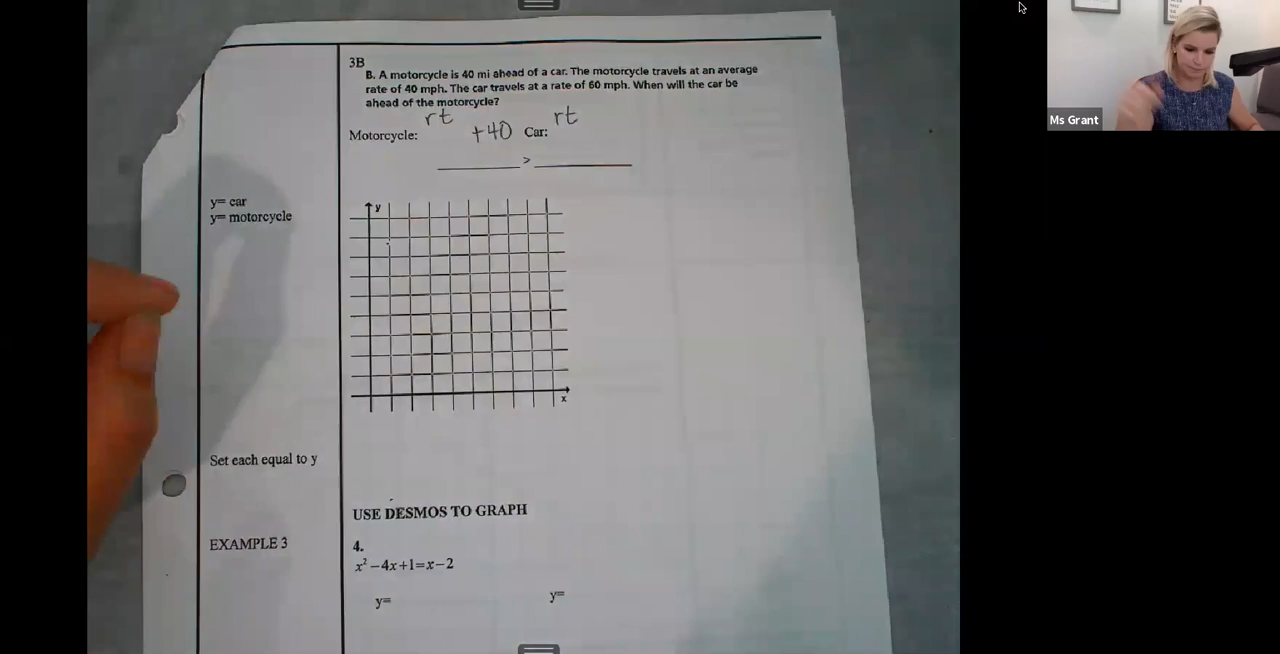 3B
B. A motorcycle is 40 mi ahead of a car. The motorcycle travels at an average
rate of 40 mph. The car travels at a rate of 60 mph. When will the car be
ahead of the motorcycle?
rt
rt
Motorcycle:
+40
Car:
>
y= car
y= motorcycle
y
x
Set each equal to y
USE DESMOS TO GRAPH
EXAMPLE 3
4.
x² −4x+1=x−2
y=
y=
Ms Grant